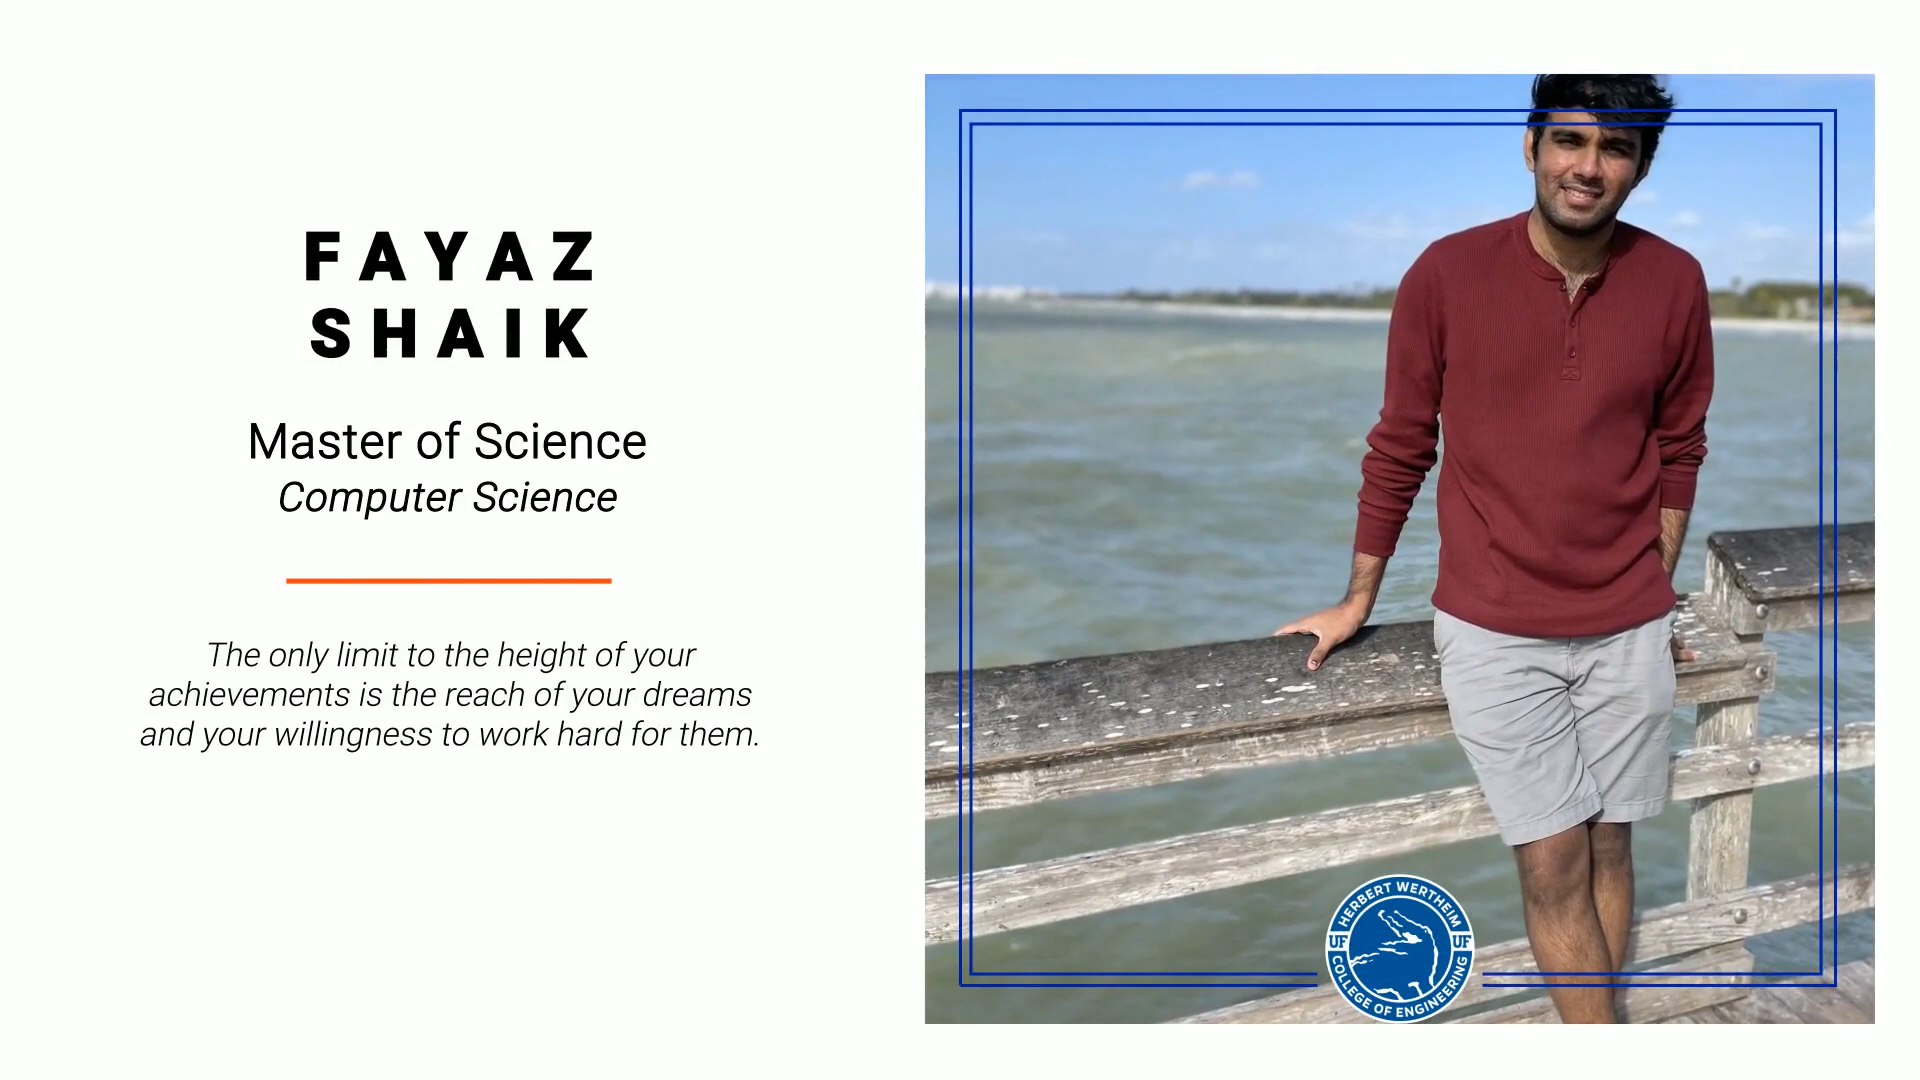 FAYAZ
SHAIK
Master of Science
Computer Science
The only limit to the height of your
achievements is the reach of your dreams
and your willingness to work hard for them.
HERBERT WERTHEIM
UF UF
COLLEGE OF ENGINEERING